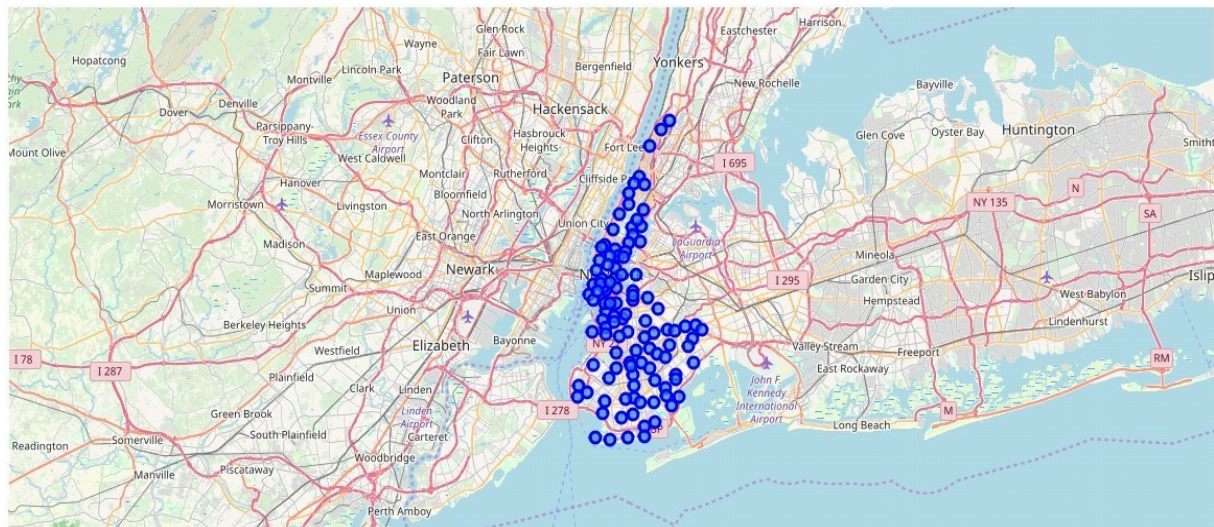 Hopatcong
Glen Rock
Eastchester
Harrison
Wayne
Fair Lawn
Montville
Lincoln Park
Paterson
Bergenfield
Yonkers
New Rochelle
Bayville
Denville
Woodland
Park
Hackensack
Dover
Parsippany-
Troy Hills
Essex County
Airport
Clifton
Hasbrouck
Heights
Fort Lee
Glen Cove
Oyster Bay
Huntington
Mount Olive
West Caldwell
I 695
Hanover
Montclair
Rutherford
Cliffside
N
Morristown
Livingston
Bloomfield
NY 135
SA
North Arlington
Union City
Madison
East Orange
LaGuardia
Airport
Mineola
Maplewood
Newark
I 295
Garden City
Islip
Summit
Union
Hempstead
West Babylon
Berkeley Heights
Lindenhurst
Westfield
Elizabeth
Bayonne
Valley Stream
Freeport
I 78
I 287
Plainfield
Clark
East Rockaway
RM
Linden
John F
Kennedy
International
Airport
Green Brook
Linden
Airport
I 278
M
Somerville
South Plainfield
Carteret
Long Beach
Readington
Manville
Piscataway
Woodbridge
Perth Amboy